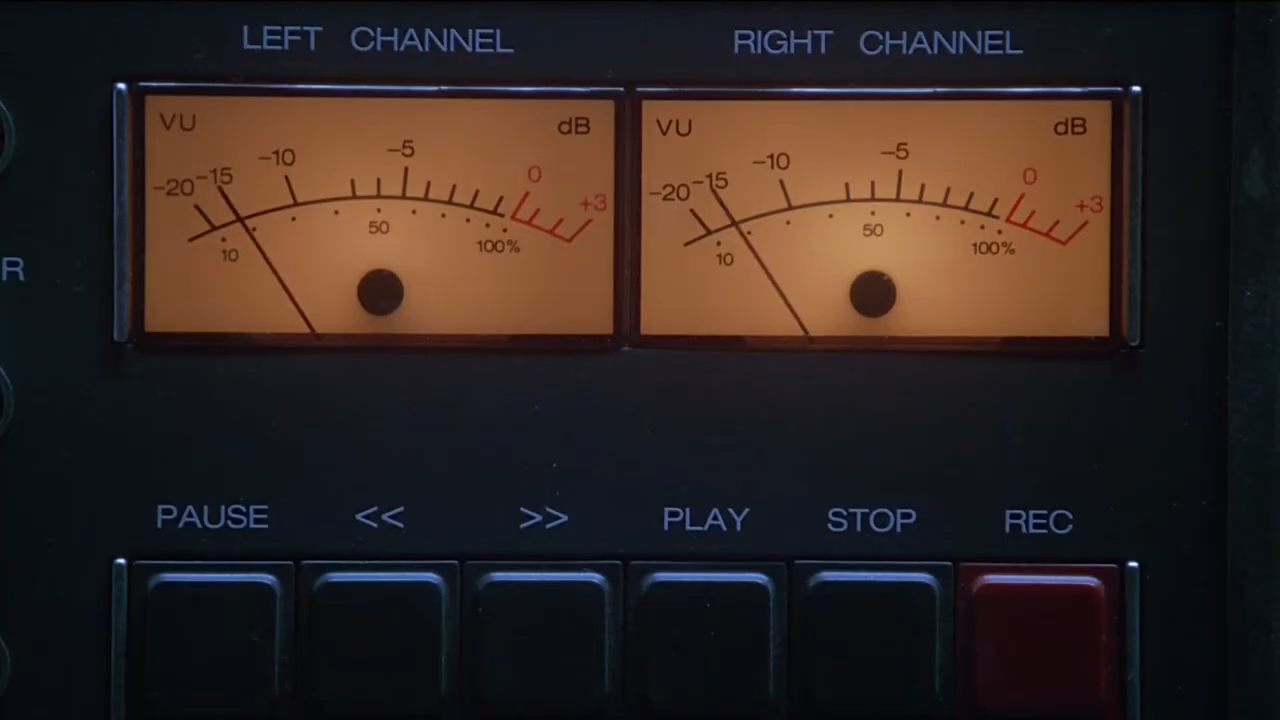 LEFT CHANNEL RIGHT CHANNEL
VU dB VU dB
-20 -15 -10 -5 0 +3 -20 -15 -10 -5 0 +3
10 50 100% 10 50 100%
R
PAUSE << >> PLAY STOP REC